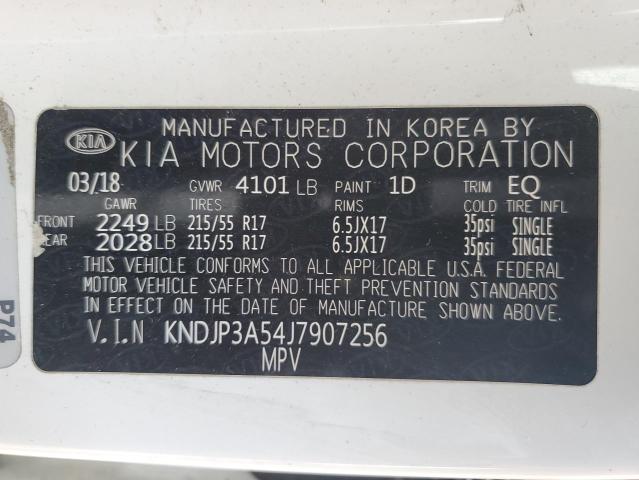 KIA
MANUFACTURED IN KOREA BY
KIA MOTORS CORPORATION
03/18 GVWR 4101 LB PAINT 1D TRIM EQ
GAWR TIRES RIMS COLD TIRE INFL
FRONT 2249 LB 215/55 R17 6.5JX17 35psi SINGLE
REAR 2028 LB 215/55 R17 6.5JX17 35psi SINGLE
THIS VEHICLE CONFORMS TO ALL APPLICABLE U.S.A. FEDERAL
MOTOR VEHICLE SAFETY AND THEFT PREVENTION STANDARDS
IN EFFECT ON THE DATE OF MANUFACTURE SHOWN ABOVE.
V.I.N KNDJP3A54J7907256
MPV
P74